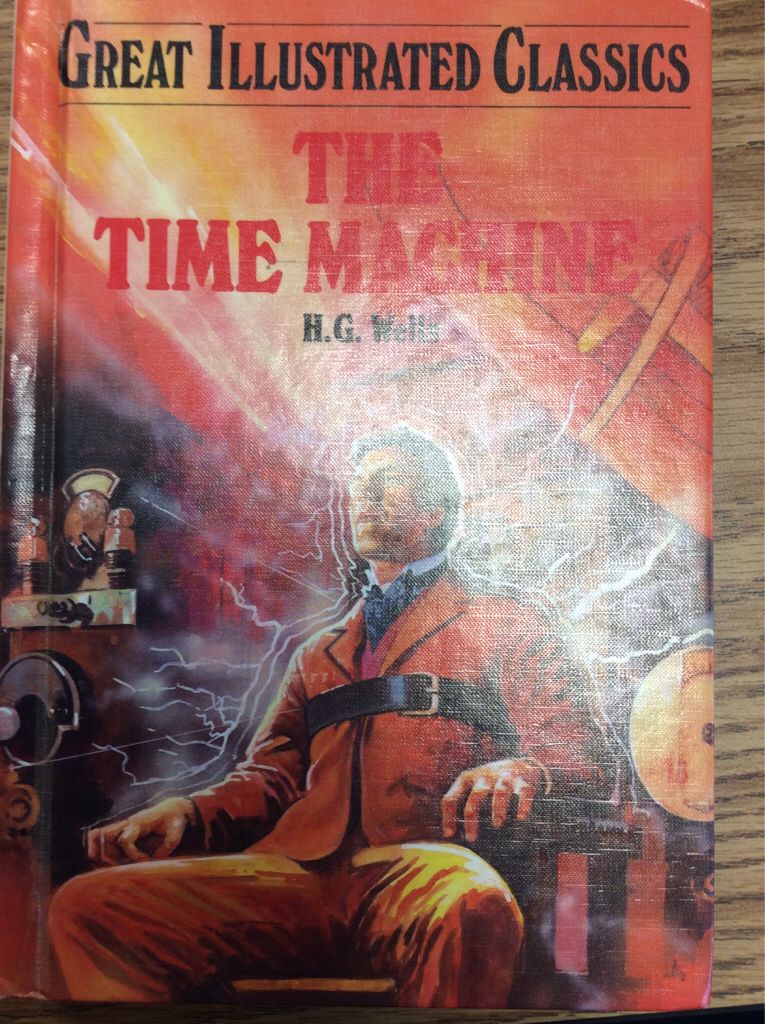 GREAT ILLUSTRATED CLASSICS
THE
TIME MACHINE
H.G. Wells